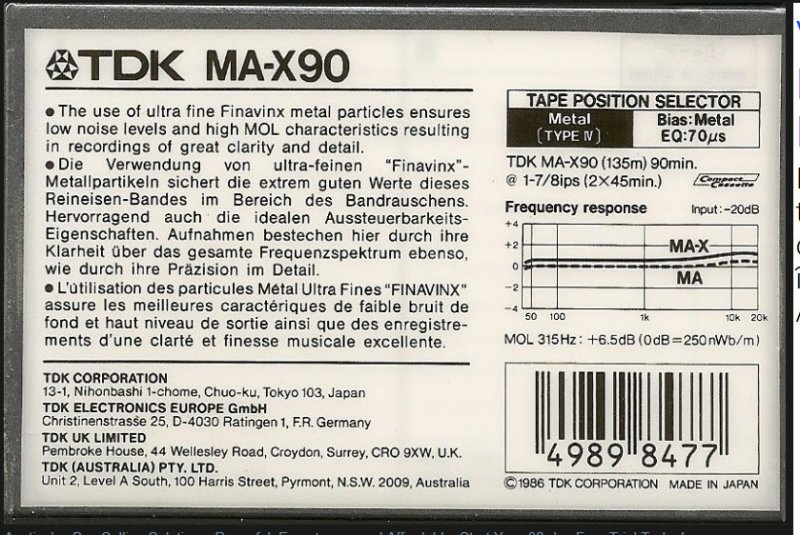 TDK MA-X90
● The use of ultra fine Finavinx metal particles ensures
low noise levels and high MOL characteristics resulting
in recordings of great clarity and detail.
● Die Verwendung von ultra-feinen "Finavinx"-
Metallpartikeln sichert die extrem guten Werte dieses
Reineisen-Bandes im Bereich des Bandrauschens.
Hervorragend auch die idealen Aussteuerbarkeits-
Eigenschaften. Aufnahmen bestechen hier durch ihre
Klarheit über das gesamte Frequenzspektrum ebenso,
wie durch ihre Präzision im Detail.
● L'útilisation des particules Métal Ultra Fines "FINAVINX"
assure les meilleures caractériques de faible bruit de
fond et haut niveau de sortie ainsi que des enregistre-
ments d'une clarté et finesse musicale excellente.
TDK CORPORATION
13-1, Nihonbashi 1-chome, Chuo-ku, Tokyo 103, Japan
TDK ELECTRONICS EUROPE GmbH
Christinenstrasse 25, D-4030 Ratingen 1, F.R. Germany
TDK UK LIMITED
Pembroke House, 44 Wellesley Road, Croydon, Surrey, CRO 9XW, U.K.
TDK (AUSTRALIA) PTY. LTD.
Unit 2, Level A South, 100 Harris Street, Pyrmont, N.S.W. 2009, Australia
TAPE POSITION SELECTOR
Metal
(TYPE IV)
Bias: Metal
EQ: 70μs
TDK MA-X90 (135m) 90min.
@ 1-7/8ips (2×45min.)
Compact Cassette
Frequency response Input: -20dB
+4
+2
0
-2
-4
MA-X
MA
50 100 1k 10k 20k
MOL 315Hz: +6.5dB (0dB=250nWb/m)
4989 8477
©1986 TDK CORPORATION MADE IN JAPAN